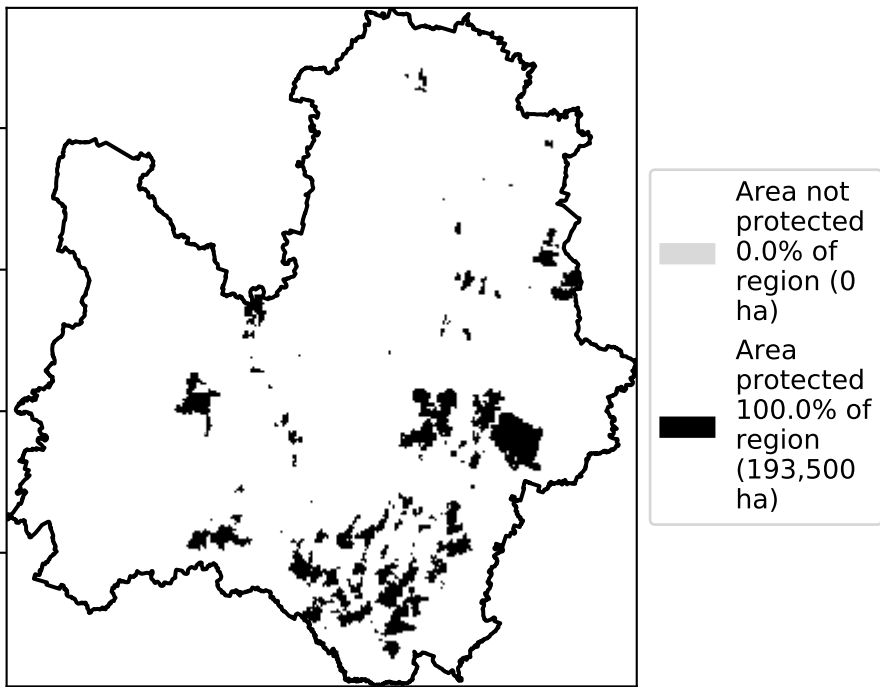 Area not
protected
0.0% of
region (0
ha)
Area
protected
100.0% of
region
(193,500
ha)